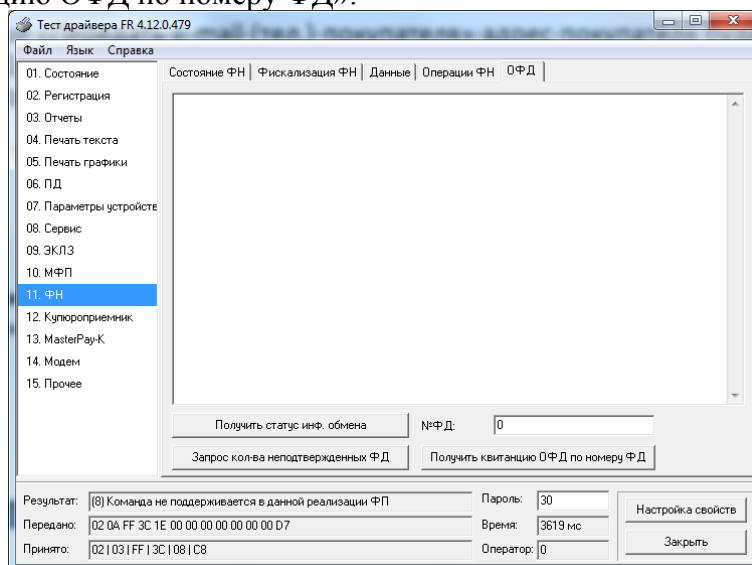 цию ОФД по номеру ФД».
Тест драйвера FR 4.12.0.479
Файл Язык Справка
01. Состояние
02. Регистрация
03. Отчеты
04. Печать текста
05. Печать графики
06. ПД
07. Параметры устройств
08. Сервис
09. ЭКЛЗ
10. МФП
11. ФН
12. Купюроприемник
13. MasterPay-K
14. Модем
15. Прочее
Состояние ФН Фискализация ФН Данные Операции ФН ОФД
Получить статус инф. обмена №ФД: 0
Запрос кол-ва неподтвержденных ФД Получить квитанцию ОФД по номеру ФД
Результат: (8) Команда не поддерживается в данной реализации ФП Пароль: 30 Настройка свойств
Передано: 02 0A FF 3C 1E 00 00 00 00 00 00 00 D7 Время: 3619 мс
Принято: 02 | 03 | FF | 3C | 08 | C8 Оператор: 0 Закрыть